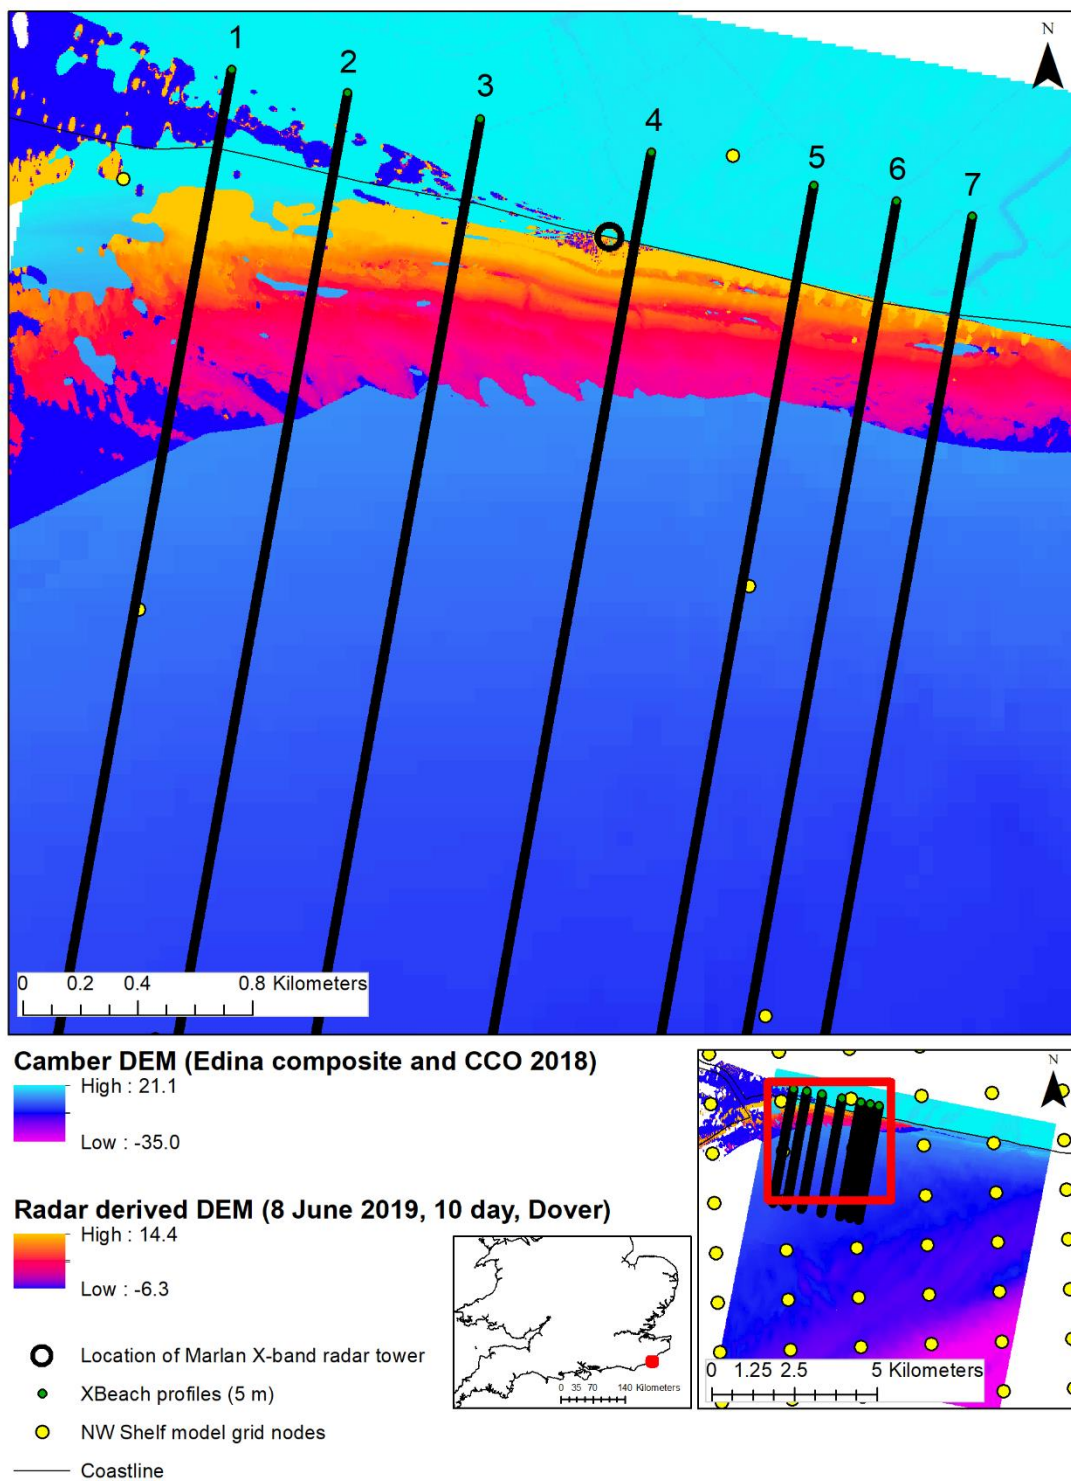 N
1
2
3
4
5
6
7
0 0.2 0.4 0.8 Kilometers
Camber DEM (Edina composite and CCO 2018)
High : 21.1
Low : -35.0
Radar derived DEM (8 June 2019, 10 day, Dover)
High : 14.4
Low : -6.3
Location of Marlan X-band radar tower
XBeach profiles (5 m)
NW Shelf model grid nodes
Coastline
0 35 70 140 Kilometers
N
0 1.25 2.5 5 Kilometers